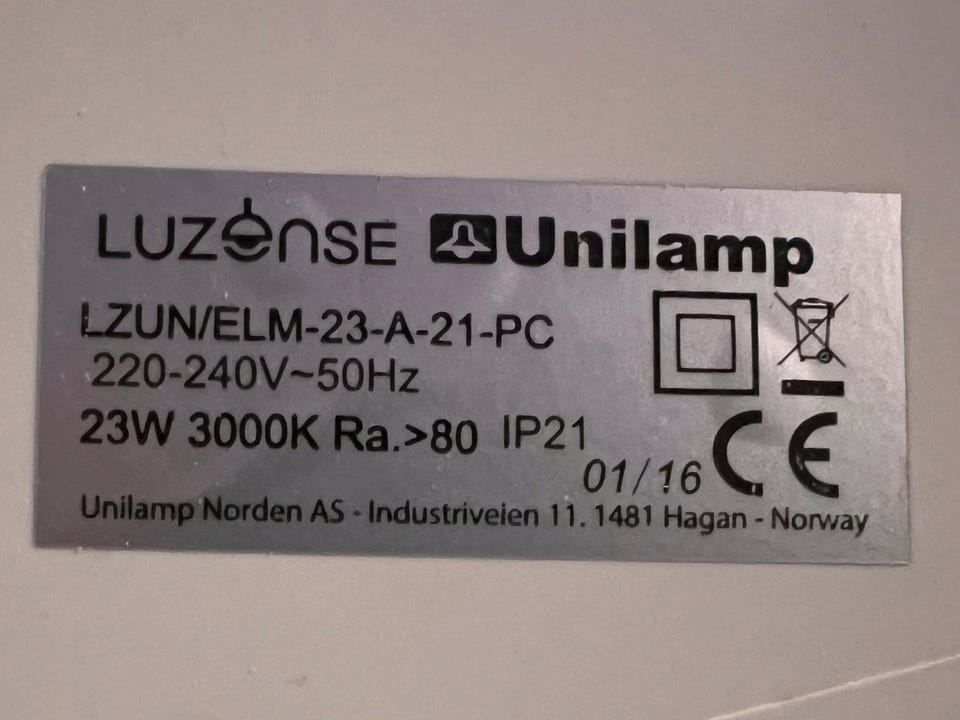 LUZENSE Unilamp
LZUN/ELM-23-A-21-PC
220-240V~50Hz
23W 3000K Ra.>80 IP21
01/16
CE
Unilamp Norden AS - Industriveien 11. 1481 Hagan - Norway